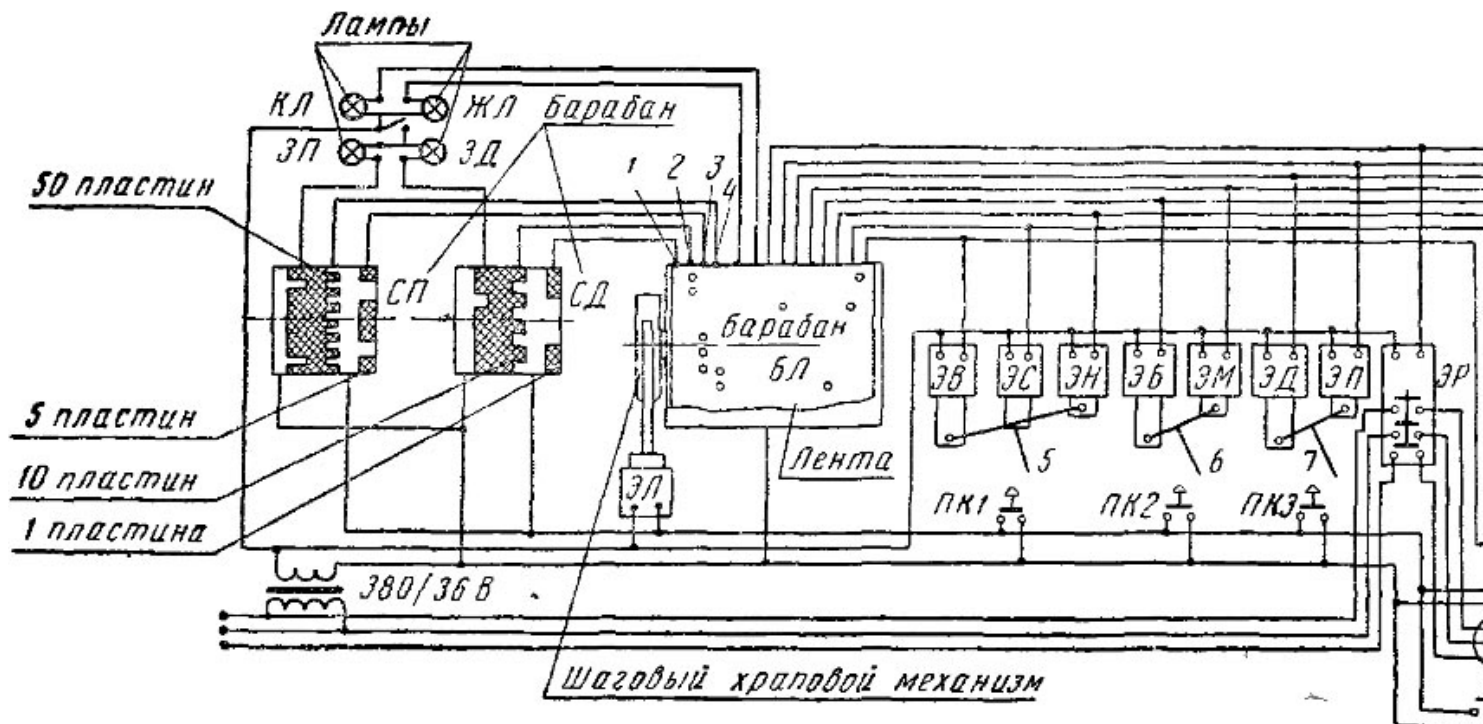 Лампы
КЛ
ЖЛ
ЗП
ЗД
барабан
50 пластин
1
2
3
4
СП
СД
барабан
БЛ
ЭВ
ЭС
ЭН
ЭБ
ЭМ
ЭД
ЭП
ЭР
5 пластин
10 пластин
1 пластина
ЭЛ
Лента
5
6
7
ПК1
ПК2
ПК3
380/36 В
Шаговый храповой механизм